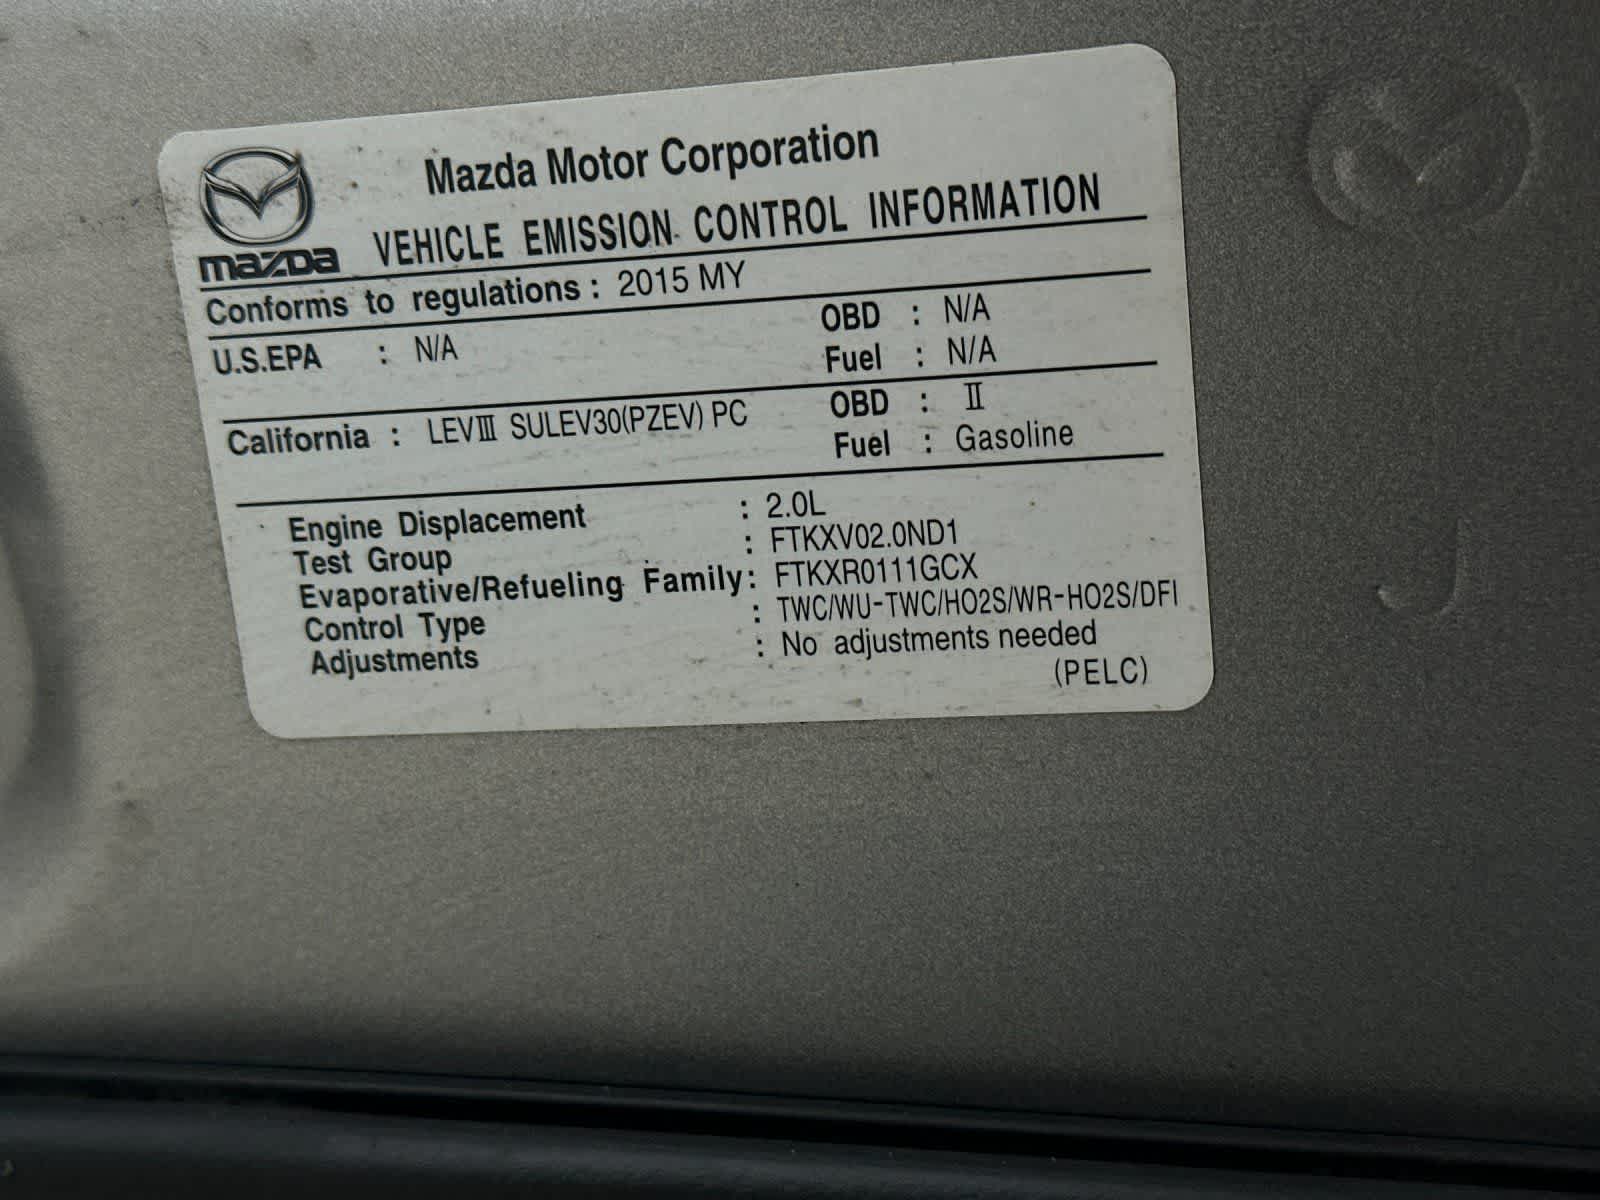 Mazda Motor Corporation
mazda VEHICLE EMISSION CONTROL INFORMATION
Conforms to regulations : 2015 MY
U.S.EPA : N/A OBD : N/A
Fuel : N/A
California : LEVⅢ SULEV30(PZEV) PC OBD : Ⅱ
Fuel : Gasoline
Engine Displacement : 2.0L
Test Group : FTKXV02.0ND1
Evaporative/Refueling Family : FTKXR0111GCX
Control Type : TWC/WU-TWC/HO2S/WR-HO2S/DFI
Adjustments : No adjustments needed
(PELC)